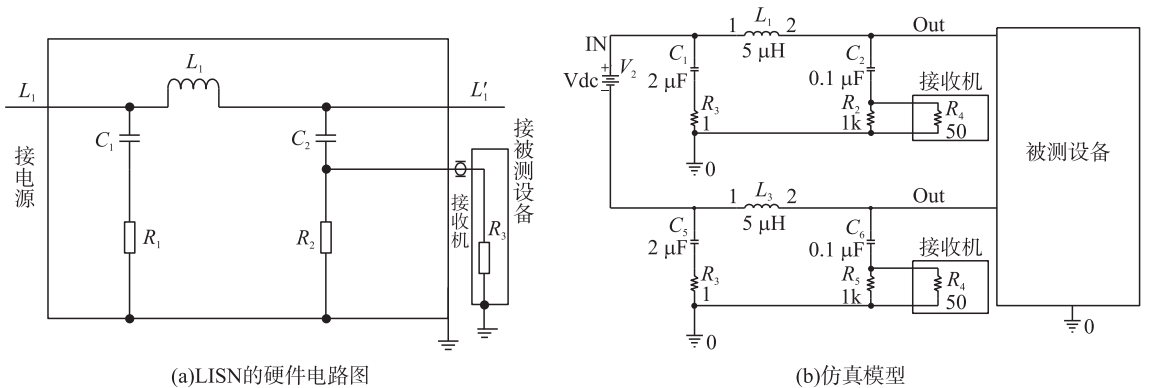 L₁
L₁
L₁′
C₁
C₂
接电源
R₁
R₂
接收机
R₃
接被测设备
(a)LISN的硬件电路图
IN
1 L₁ 2
5 μH
Out
C₁
2 μF
C₂
0.1 μF
+
V₂
Vdc
-
接收机
R₃
1
R₂
1k
R₄
50
0
被测设备
1 L₃ 2
5 μH
Out
C₅
2 μF
C₆
0.1 μF
接收机
R₃
1
R₅
1k
R₄
50
0
0
(b)仿真模型